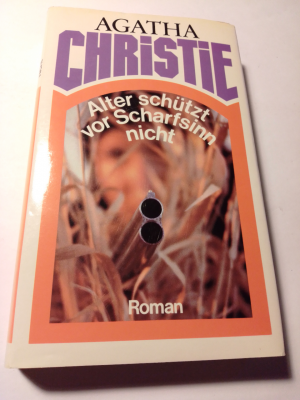 AGATHA
CHRiSTiE
Alter schützt
vor Scharfsinn
nicht
Roman